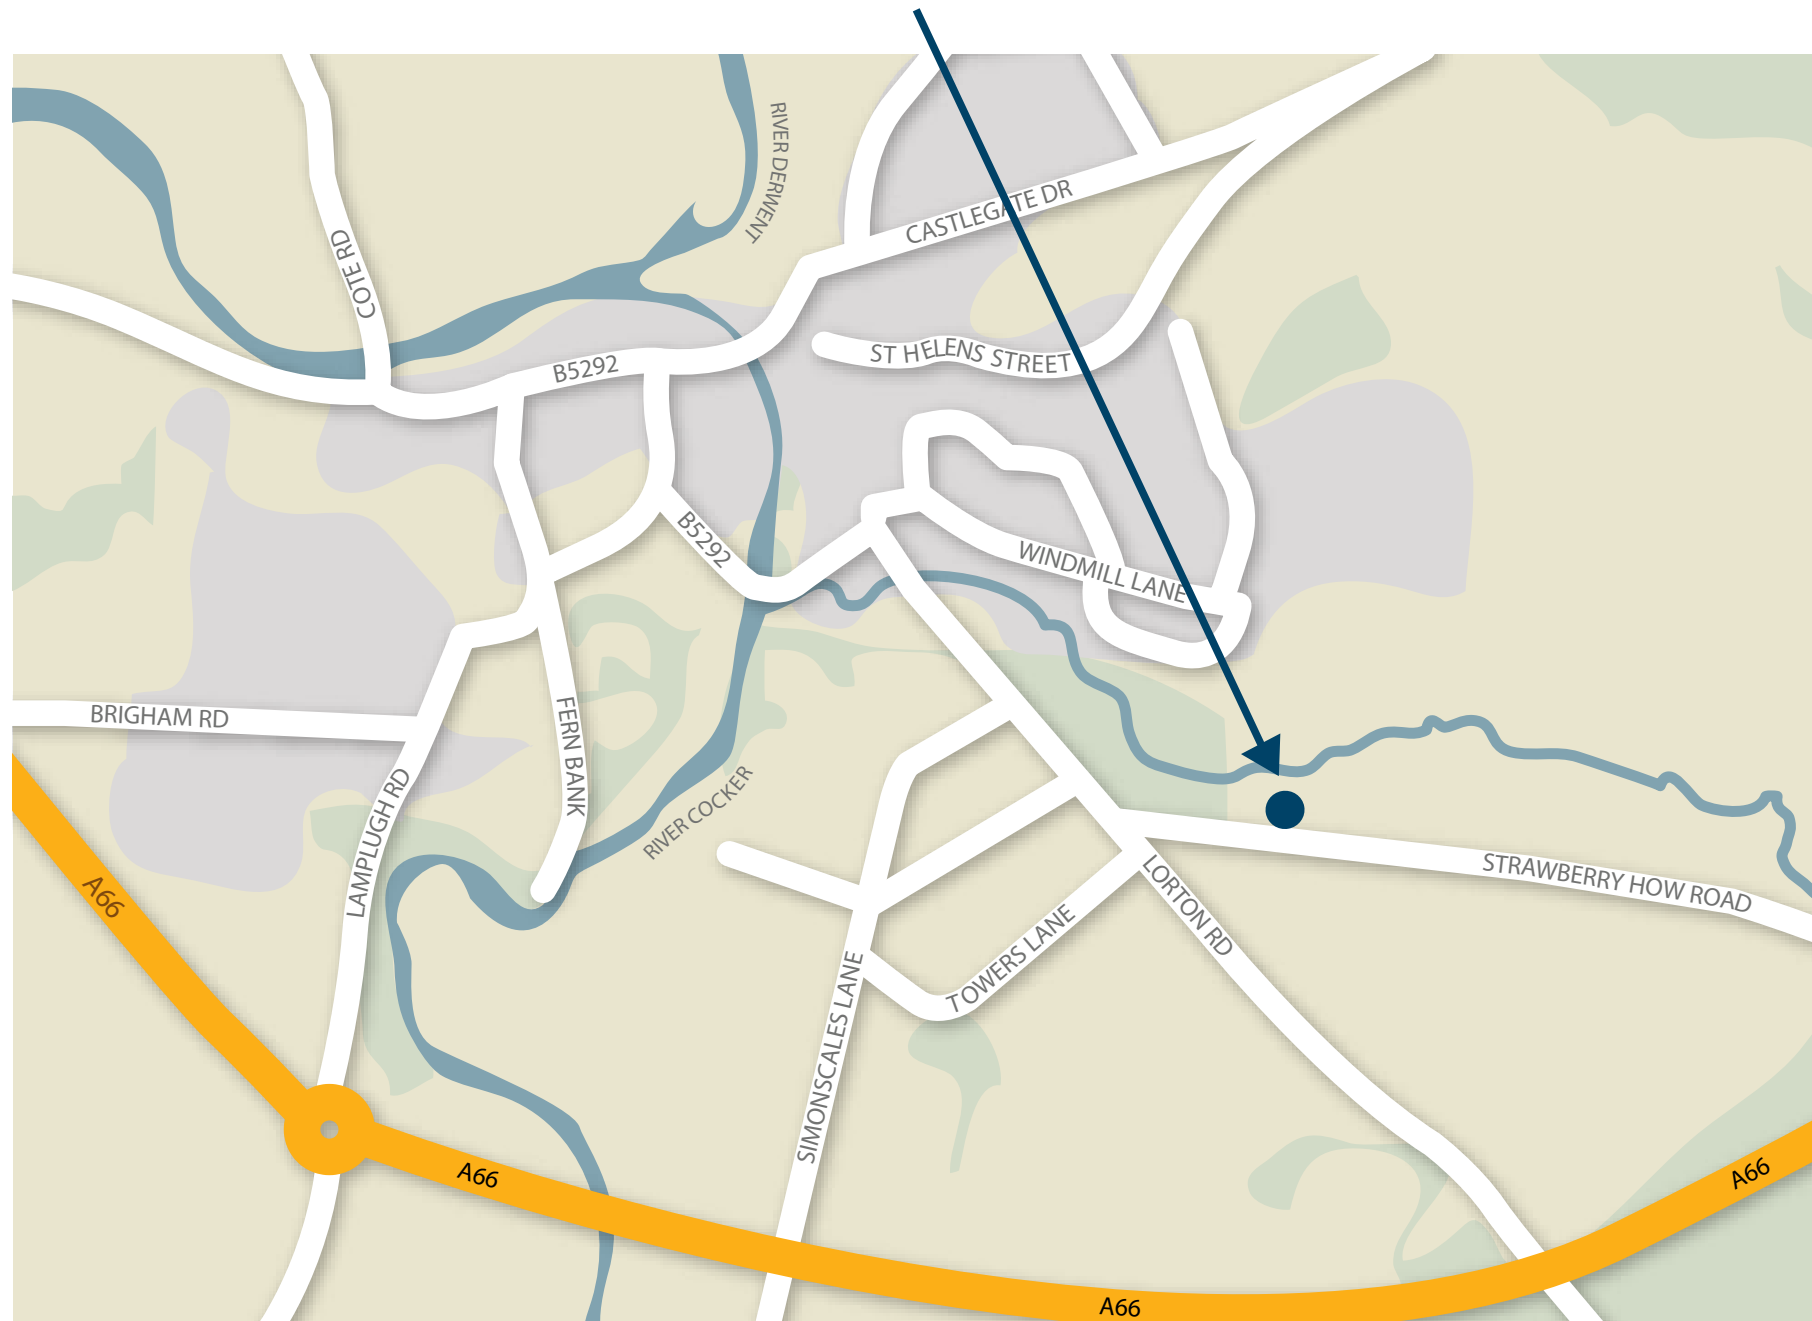 RIVER DERWENT
CASTLEGATE DR
COTE RD
ST HELENS STREET
B5292
B5292
WINDMILL LANE
BRIGHAM RD
FERN BANK
LAMPLUGH RD
RIVER COCKER
A66
STRAWBERRY HOW ROAD
LORTON RD
TOWERS LANE
SIMONSCALES LANE
A66
A66
A66